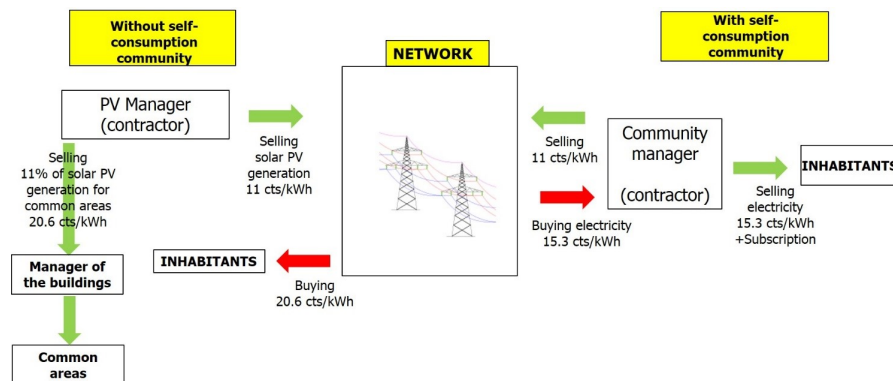 Without self-
consumption
community
NETWORK
With self-
consumption
community
PV Manager
(contractor)
Selling
solar PV
generation
11 cts/kWh
Selling
11% of solar PV
generation for
common areas
20.6 cts/kWh
Manager of
the buildings
Common
areas
INHABITANTS
Buying
20.6 cts/kWh
Selling
11 cts/kWh
Buying electricity
15.3 cts/kWh
Community
manager
(contractor)
Selling
electricity
15.3 cts/kWh
+Subscription
INHABITANTS